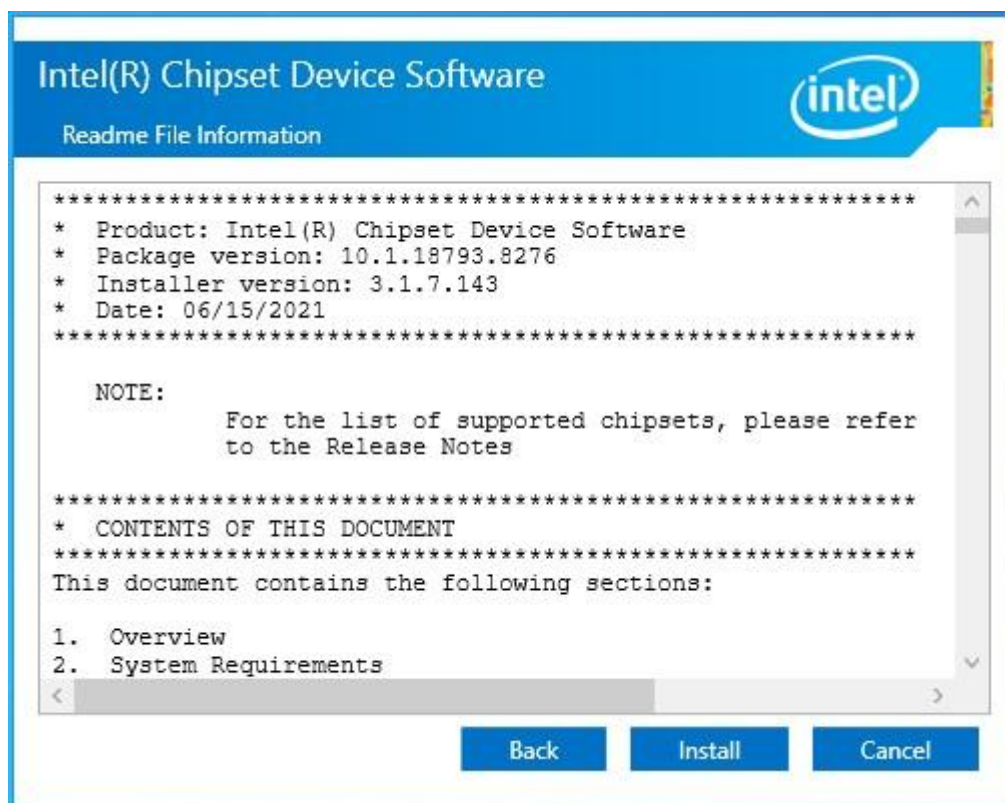 Intel(R) Chipset Device Software
intel
Readme File Information
************************************************************
*  Product: Intel(R) Chipset Device Software
*  Package version: 10.1.18793.8276
*  Installer version: 3.1.7.143
*  Date: 06/15/2021
************************************************************
NOTE:
For the list of supported chipsets, please refer
to the Release Notes
************************************************************
*  CONTENTS OF THIS DOCUMENT
************************************************************
This document contains the following sections:
1.  Overview
2.  System Requirements
Back Install Cancel